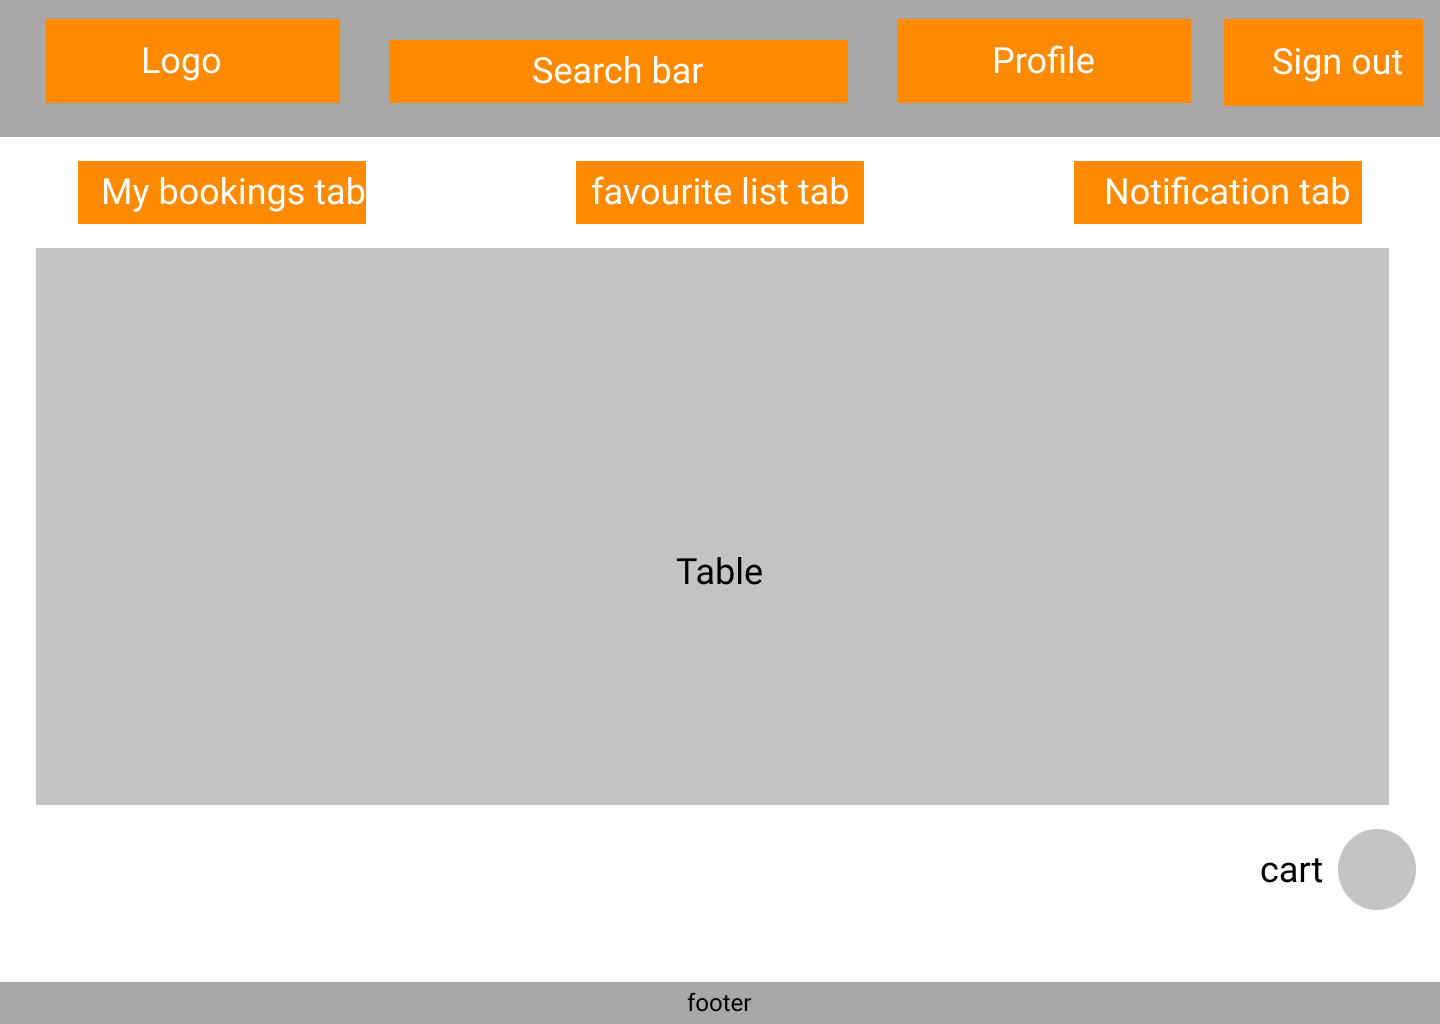 Logo
Search bar
Profile
Sign out
My bookings tab
favourite list tab
Notification tab
Table
cart
footer